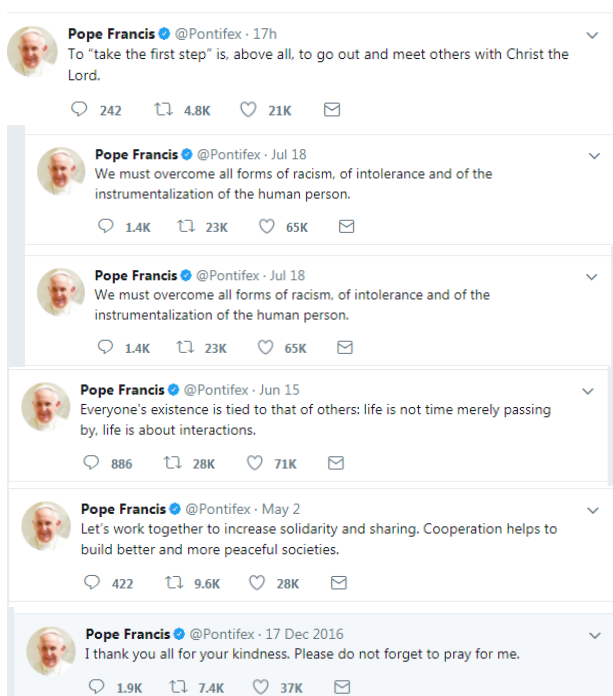 Pope Francis @Pontifex · 17h
To “take the first step” is, above all, to go out and meet others with Christ the
Lord.
242 4.8K 21K
Pope Francis @Pontifex · Jul 18
We must overcome all forms of racism, of intolerance and of the
instrumentalization of the human person.
1.4K 23K 65K
Pope Francis @Pontifex · Jul 18
We must overcome all forms of racism, of intolerance and of the
instrumentalization of the human person.
1.4K 23K 65K
Pope Francis @Pontifex · Jun 15
Everyone's existence is tied to that of others: life is not time merely passing
by, life is about interactions.
886 28K 71K
Pope Francis @Pontifex · May 2
Let’s work together to increase solidarity and sharing. Cooperation helps to
build better and more peaceful societies.
422 9.6K 28K
Pope Francis @Pontifex · 17 Dec 2016
I thank you all for your kindness. Please do not forget to pray for me.
1.9K 7.4K 37K